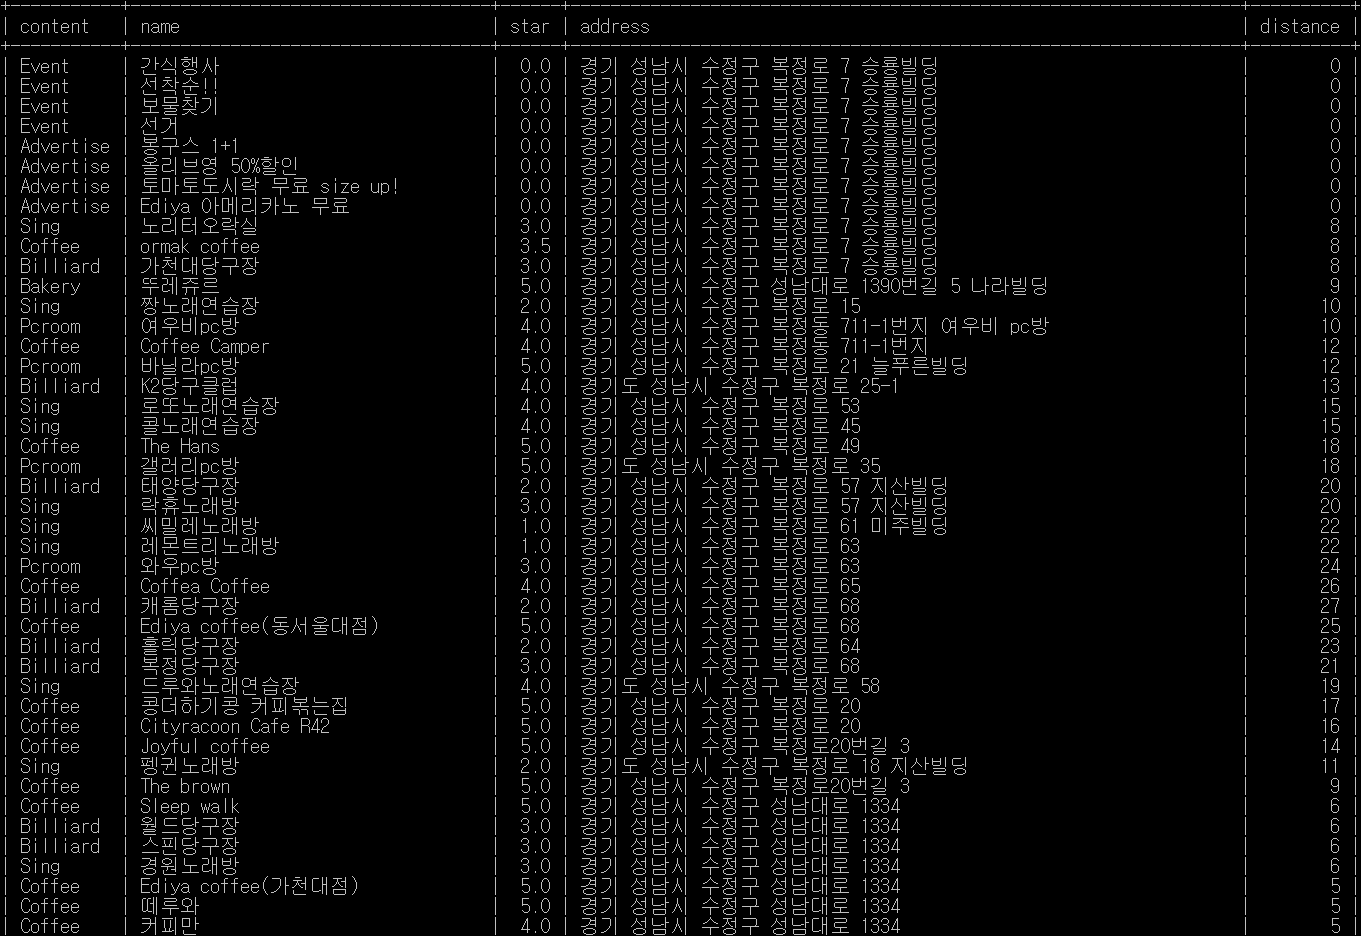 content | name | star | address | distance
Event | 간식행사 | 0.0 | 경기 성남시 수정구 복정로 7 승룡빌딩 | 0
Event | 선착순!! | 0.0 | 경기 성남시 수정구 복정로 7 승룡빌딩 | 0
Event | 보물찾기 | 0.0 | 경기 성남시 수정구 복정로 7 승룡빌딩 | 0
Event | 선거 | 0.0 | 경기 성남시 수정구 복정로 7 승룡빌딩 | 0
Advertise | 봉구스 1+1 | 0.0 | 경기 성남시 수정구 복정로 7 승룡빌딩 | 0
Advertise | 올리브영 50%할인 | 0.0 | 경기 성남시 수정구 복정로 7 승룡빌딩 | 0
Advertise | 토마토도시락 무료 size up! | 0.0 | 경기 성남시 수정구 복정로 7 승룡빌딩 | 0
Advertise | Ediya 아메리카노 무료 | 0.0 | 경기 성남시 수정구 복정로 7 승룡빌딩 | 0
Sing | 노리터오락실 | 3.0 | 경기 성남시 수정구 복정로 7 승룡빌딩 | 8
Coffee | ormak coffee | 3.5 | 경기 성남시 수정구 복정로 7 승룡빌딩 | 8
Billiard | 가천대당구장 | 3.0 | 경기 성남시 수정구 복정로 7 승룡빌딩 | 8
Bakery | 뚜레쥬르 | 5.0 | 경기 성남시 수정구 성남대로 1390번길 5 나라빌딩 | 9
Sing | 짱노래연습장 | 2.0 | 경기 성남시 수정구 복정로 15 | 10
Pcroom | 여우비pc방 | 4.0 | 경기 성남시 수정구 복정동 711-1번지 여우비 pc방 | 10
Coffee | Coffee Camper | 4.0 | 경기 성남시 수정구 복정동 711-1번지 | 12
Pcroom | 바닐라pc방 | 5.0 | 경기 성남시 수정구 복정로 21 늘푸른빌딩 | 12
Billiard | K2당구클럽 | 4.0 | 경기도 성남시 수정구 복정로 25-1 | 13
Sing | 로또노래연습장 | 4.0 | 경기 성남시 수정구 복정로 53 | 15
Sing | 콜노래연습장 | 4.0 | 경기 성남시 수정구 복정로 45 | 15
Coffee | The Hans | 5.0 | 경기 성남시 수정구 복정로 49 | 18
Pcroom | 갤러리pc방 | 5.0 | 경기도 성남시 수정구 복정로 35 | 18
Billiard | 태양당구장 | 2.0 | 경기 성남시 수정구 복정로 57 지산빌딩 | 20
Sing | 락휴노래방 | 3.0 | 경기 성남시 수정구 복정로 57 지산빌딩 | 20
Sing | 씨밀레노래방 | 1.0 | 경기 성남시 수정구 복정로 61 미주빌딩 | 22
Sing | 레몬트리노래방 | 1.0 | 경기 성남시 수정구 복정로 63 | 22
Pcroom | 와우pc방 | 3.0 | 경기 성남시 수정구 복정로 63 | 24
Coffee | Coffea Coffee | 4.0 | 경기 성남시 수정구 복정로 65 | 26
Billiard | 캐롬당구장 | 2.0 | 경기 성남시 수정구 복정로 68 | 27
Coffee | Ediya coffee(동서울대점) | 5.0 | 경기 성남시 수정구 복정로 68 | 25
Billiard | 홀릭당구장 | 2.0 | 경기 성남시 수정구 복정로 64 | 23
Billiard | 복정당구장 | 3.0 | 경기 성남시 수정구 복정로 68 | 21
Sing | 드루와노래연습장 | 4.0 | 경기도 성남시 수정구 복정로 58 | 19
Coffee | 콩더하기콩 커피볶는집 | 5.0 | 경기 성남시 수정구 복정로 20 | 17
Coffee | Cityracoon Cafe R42 | 5.0 | 경기 성남시 수정구 복정로 20 | 16
Coffee | Joyful coffee | 5.0 | 경기 성남시 수정구 복정로20번길 3 | 14
Sing | 펭귄노래방 | 2.0 | 경기도 성남시 수정구 복정로 18 지산빌딩 | 11
Coffee | The brown | 5.0 | 경기 성남시 수정구 복정로20번길 3 | 9
Coffee | Sleep walk | 5.0 | 경기 성남시 수정구 성남대로 1334 | 6
Billiard | 월드당구장 | 3.0 | 경기 성남시 수정구 성남대로 1334 | 6
Billiard | 스핀당구장 | 3.0 | 경기 성남시 수정구 성남대로 1334 | 6
Sing | 경원노래방 | 3.0 | 경기 성남시 수정구 성남대로 1334 | 6
Coffee | Ediya coffee(가천대점) | 5.0 | 경기 성남시 수정구 성남대로 1334 | 5
Coffee | 떼루와 | 5.0 | 경기 성남시 수정구 성남대로 1334 | 5
Coffee | 커피만 | 4.0 | 경기 성남시 수정구 성남대로 1334 | 5